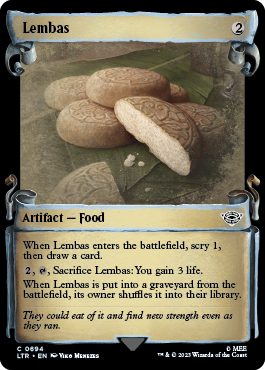 Lembas 2
Artifact — Food
When Lembas enters the battlefield, scry 1,
then draw a card.
2, , Sacrifice Lembas: You gain 3 life.
When Lembas is put into a graveyard from the
battlefield, its owner shuffles it into their library.
They could eat of it and find new strength even as
they ran.
C 0694 © MEE
LTR • EN Viko Menezes ™ & © 2023 Wizards of the Coast